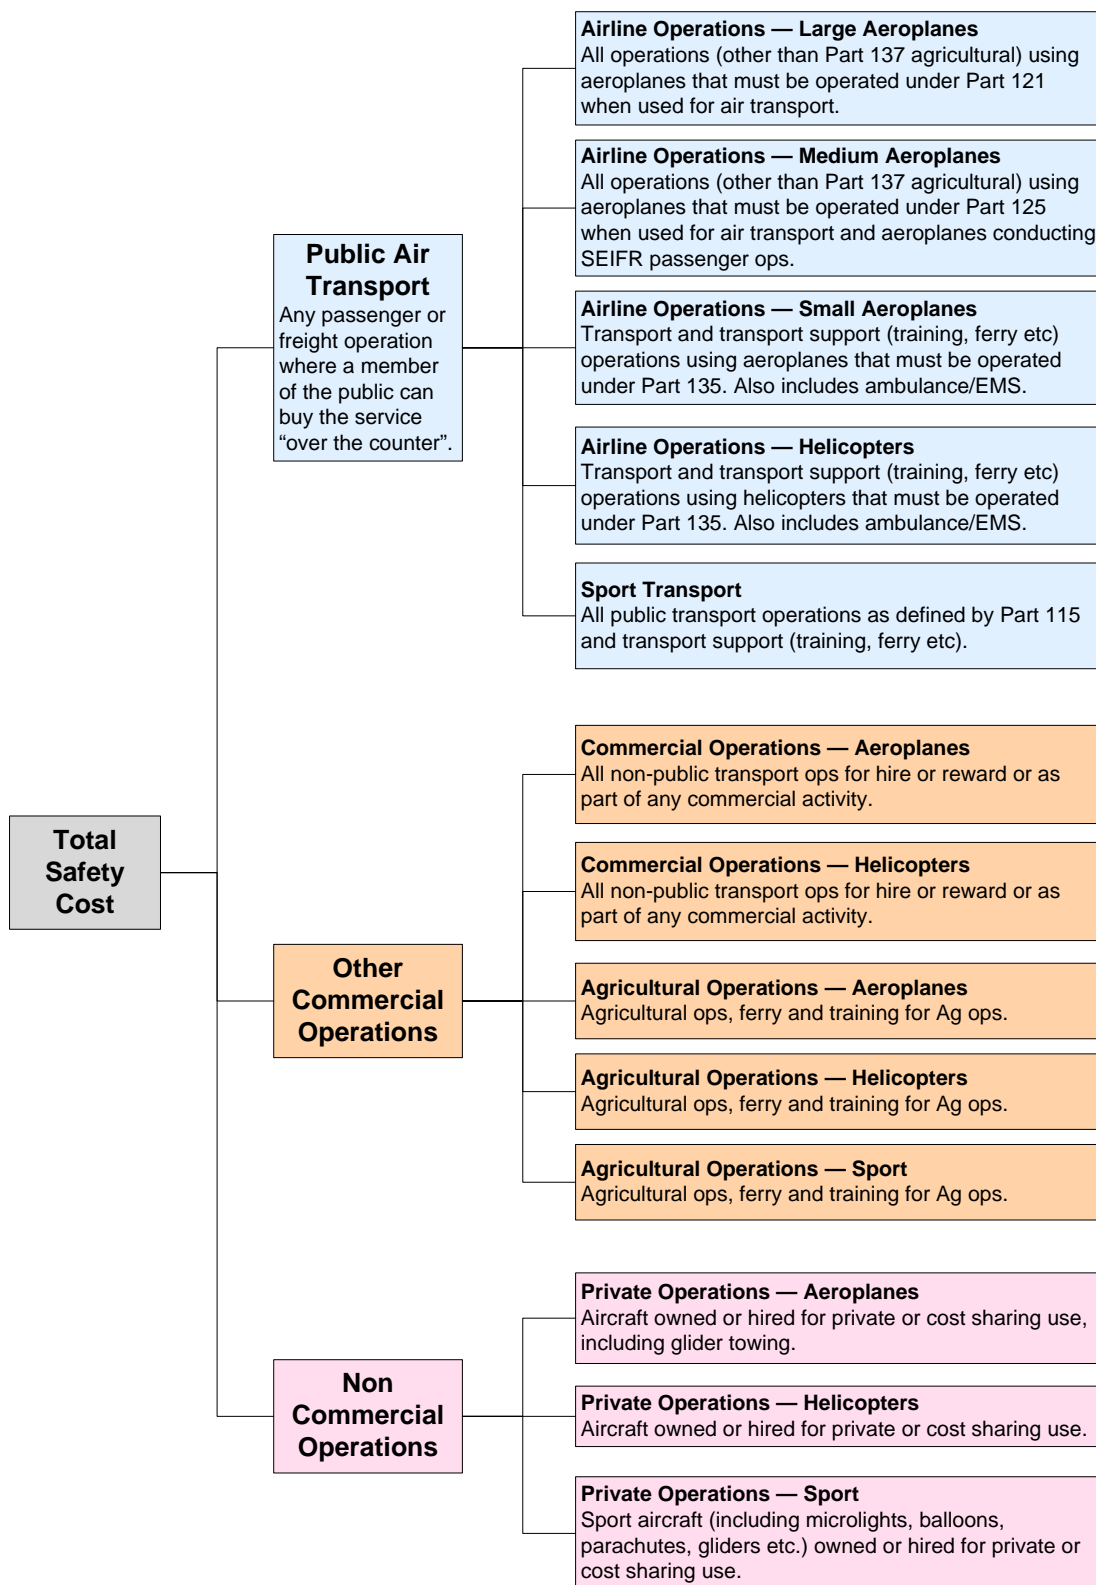 Airline Operations — Large Aeroplanes
All operations (other than Part 137 agricultural) using
aeroplanes that must be operated under Part 121
when used for air transport.
Airline Operations — Medium Aeroplanes
All operations (other than Part 137 agricultural) using
aeroplanes that must be operated under Part 125
when used for air transport and aeroplanes conducting
SEIFR passenger ops.
Public Air
Transport
Any passenger or
freight operation
where a member
of the public can
buy the service
“over the counter”.
Airline Operations — Small Aeroplanes
Transport and transport support (training, ferry etc)
operations using aeroplanes that must be operated
under Part 135. Also includes ambulance/EMS.
Airline Operations — Helicopters
Transport and transport support (training, ferry etc)
operations using helicopters that must be operated
under Part 135. Also includes ambulance/EMS.
Sport Transport
All public transport operations as defined by Part 115
and transport support (training, ferry etc).
Total
Safety
Cost
Commercial Operations — Aeroplanes
All non-public transport ops for hire or reward or as
part of any commercial activity.
Commercial Operations — Helicopters
All non-public transport ops for hire or reward or as
part of any commercial activity.
Other
Commercial
Operations
Agricultural Operations — Aeroplanes
Agricultural ops, ferry and training for Ag ops.
Agricultural Operations — Helicopters
Agricultural ops, ferry and training for Ag ops.
Agricultural Operations — Sport
Agricultural ops, ferry and training for Ag ops.
Non
Commercial
Operations
Private Operations — Aeroplanes
Aircraft owned or hired for private or cost sharing use,
including glider towing.
Private Operations — Helicopters
Aircraft owned or hired for private or cost sharing use.
Private Operations — Sport
Sport aircraft (including microlights, balloons,
parachutes, gliders etc.) owned or hired for private or
cost sharing use.